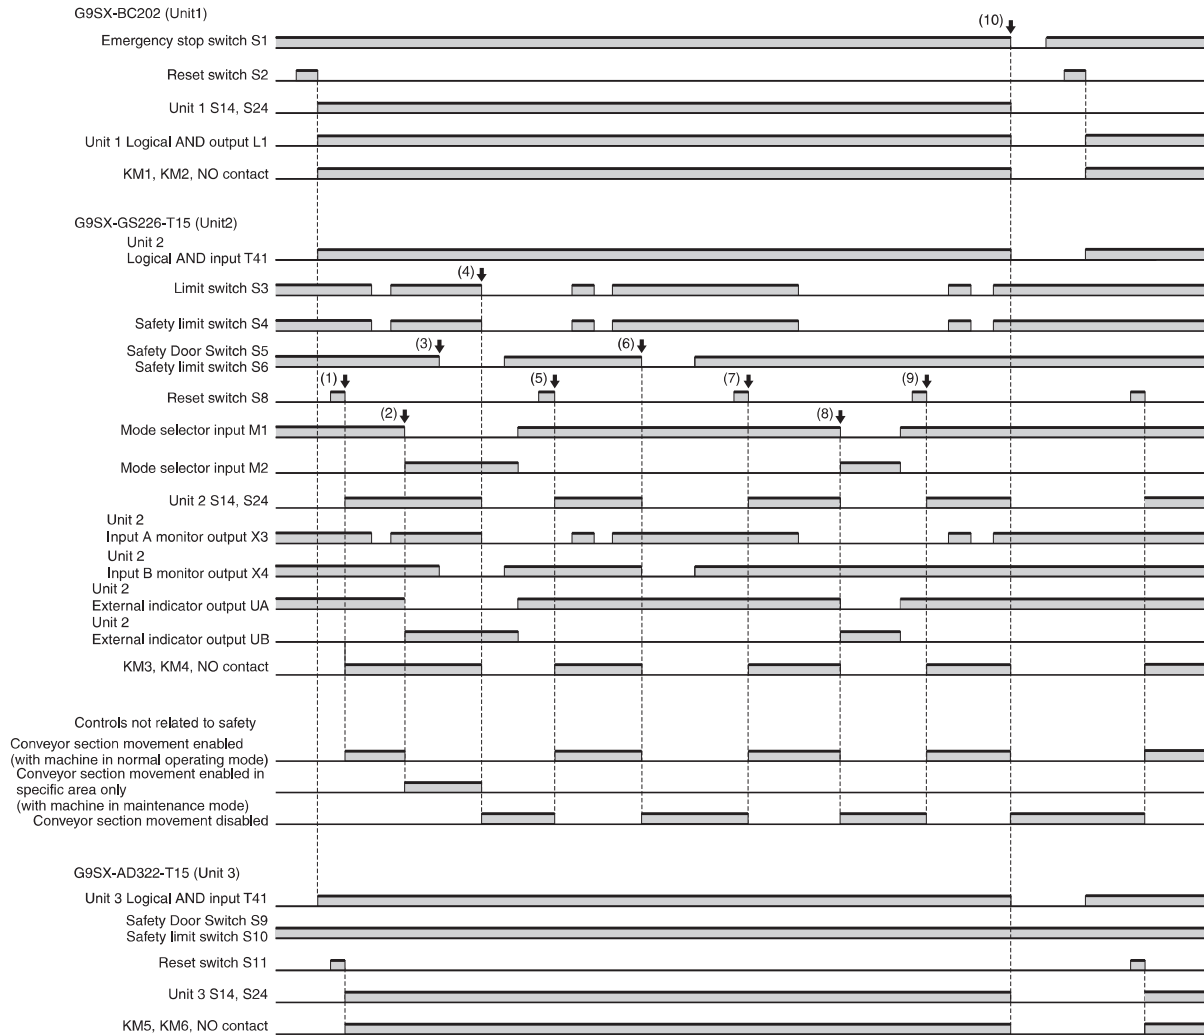 G9SX-BC202 (Unit1)
(10)
Emergency stop switch S1
Reset switch S2
Unit 1 S14, S24
Unit 1 Logical AND output L1
KM1, KM2, NO contact
G9SX-GS226-T15 (Unit2)
Unit 2
Logical AND input T41
(4)
Limit switch S3
Safety limit switch S4
(3)
(6)
Safety Door Switch S5
Safety limit switch S6
(1)
(5)
(7)
(9)
Reset switch S8
(2)
(8)
Mode selector input M1
Mode selector input M2
Unit 2 S14, S24
Unit 2
Input A monitor output X3
Unit 2
Input B monitor output X4
Unit 2
External indicator output UA
Unit 2
External indicator output UB
KM3, KM4, NO contact
Controls not related to safety
Conveyor section movement enabled
(with machine in normal operating mode)
Conveyor section movement enabled in
specific area only
(with machine in maintenance mode)
Conveyor section movement disabled
G9SX-AD322-T15 (Unit 3)
Unit 3 Logical AND input T41
Safety Door Switch S9
Safety limit switch S10
Reset switch S11
Unit 3 S14, S24
KM5, KM6, NO contact